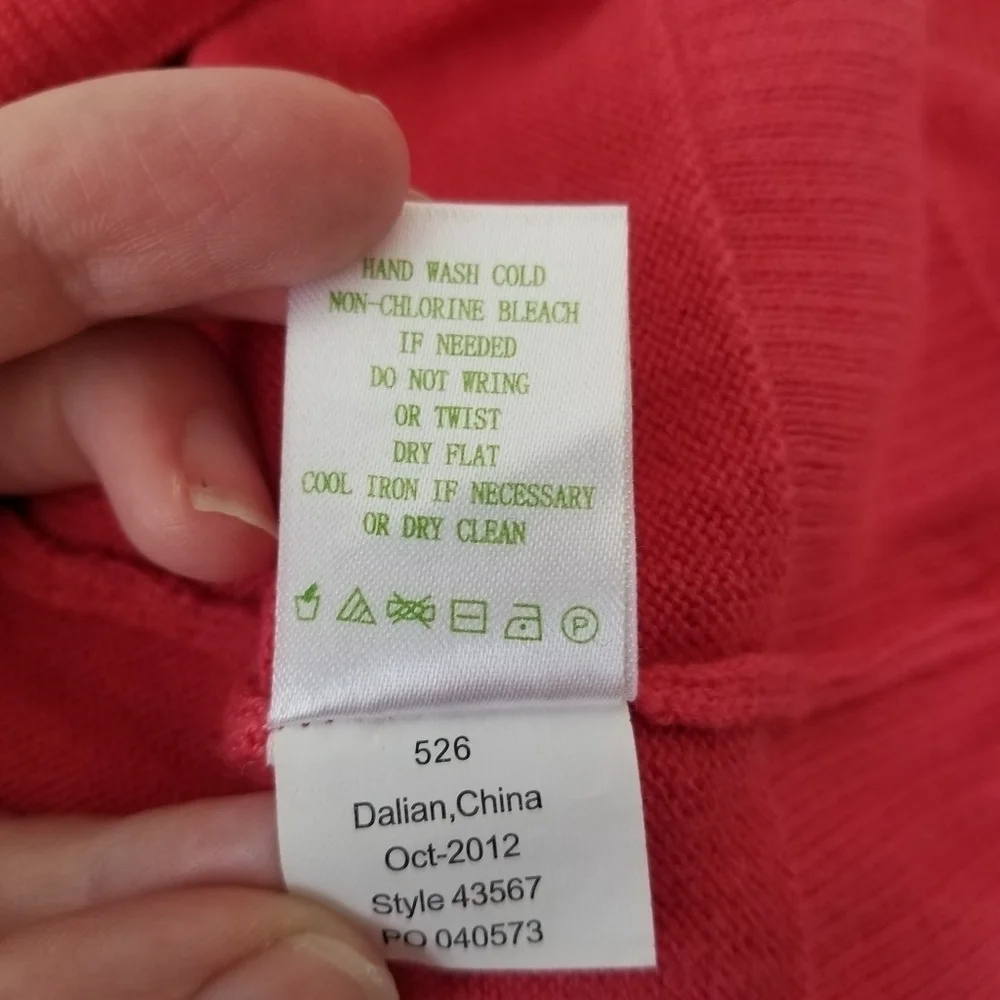 HAND WASH COLD
NON-CHLORINE BLEACH
IF NEEDED
DO NOT WRING
OR TWIST
DRY FLAT
COOL IRON IF NECESSARY
OR DRY CLEAN
P
526
Dalian,China
Oct-2012
Style 43567
PO 040573